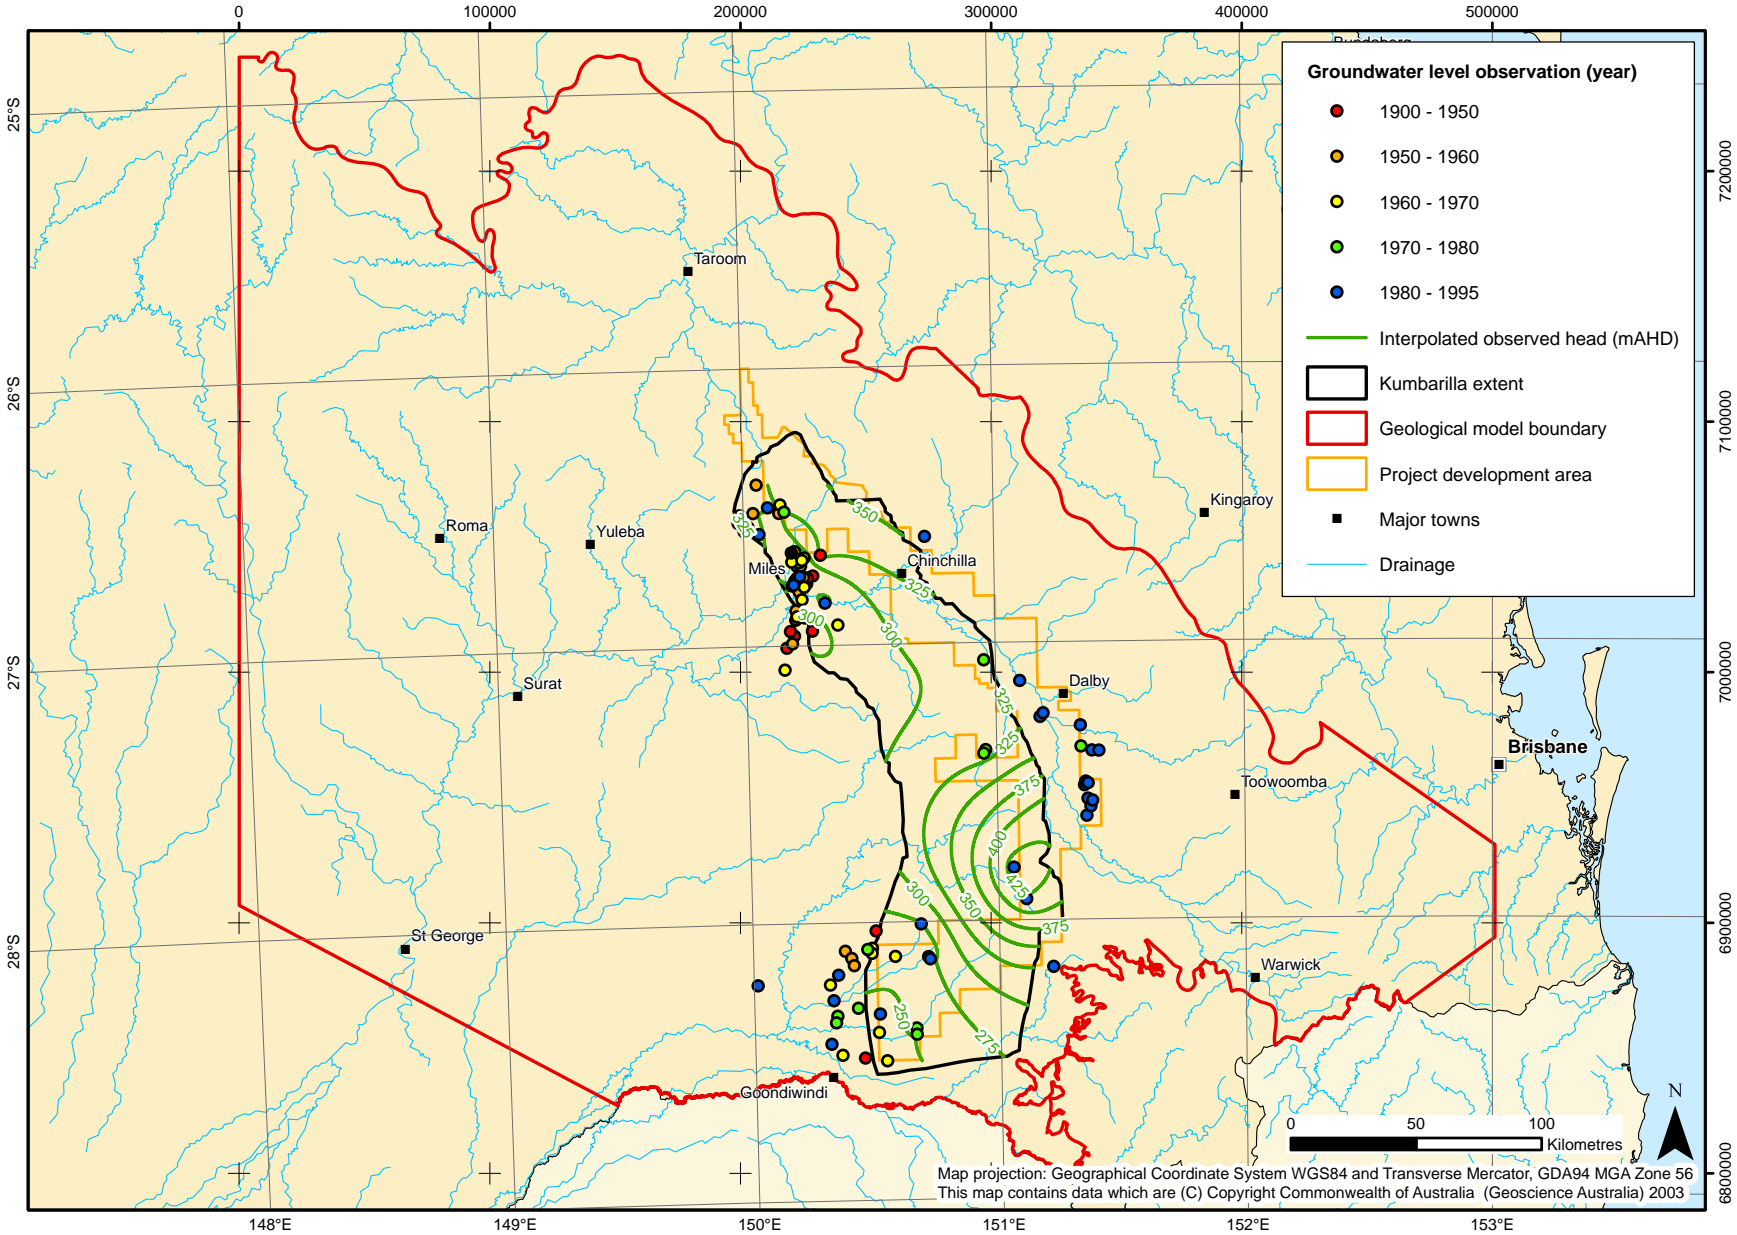 0 100000 200000 300000 400000 500000
Bundaberg
Groundwater level observation (year)
1900 - 1950
1950 - 1960
1960 - 1970
1970 - 1980
1980 - 1995
Interpolated observed head (mAHD)
Kumbarilla extent
Geological model boundary
Project development area
Major towns
Drainage
25°S
26°S
27°S
28°S
7200000
7100000
7000000
6900000
6800000
Taroom
Kingaroy
Roma
Yuleba
350
325
Chinchilla
Miles
325
300
300
Surat
Dalby
325
325
Brisbane
Toowoomba
375
400
425
300
350
375
St George
Warwick
250
275
Goondiwindi
N
0 50 100
Kilometres
Map projection: Geographical Coordinate System WGS84 and Transverse Mercator, GDA94 MGA Zone 56
This map contains data which are (C) Copyright Commonwealth of Australia (Geoscience Australia) 2003
148°E 149°E 150°E 151°E 152°E 153°E